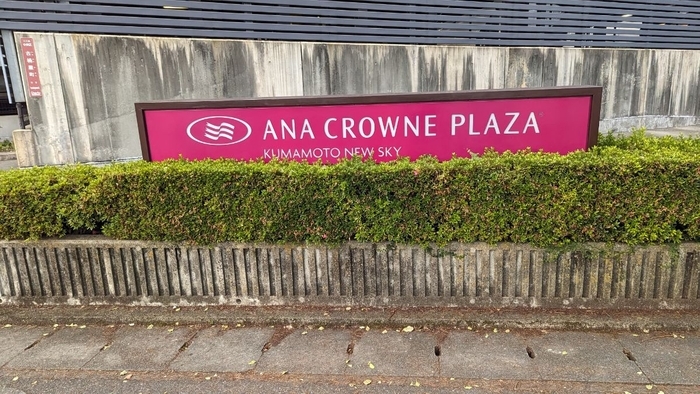 ANA CROWNE PLAZA
KUMAMOTO NEW SKY